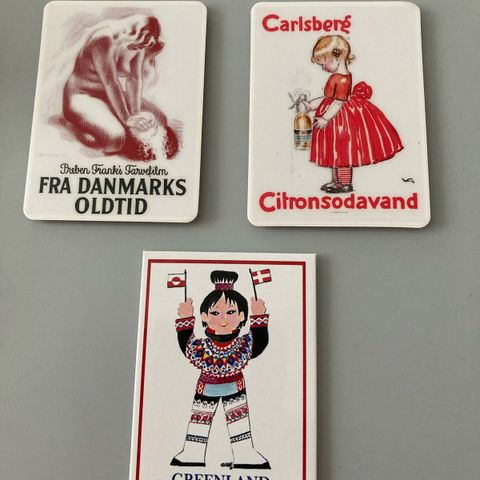 Preben Frank's Farvefilm
FRA DANMARKS
OLDTID
Carlsberg
Citronsodavand
GREENLAND